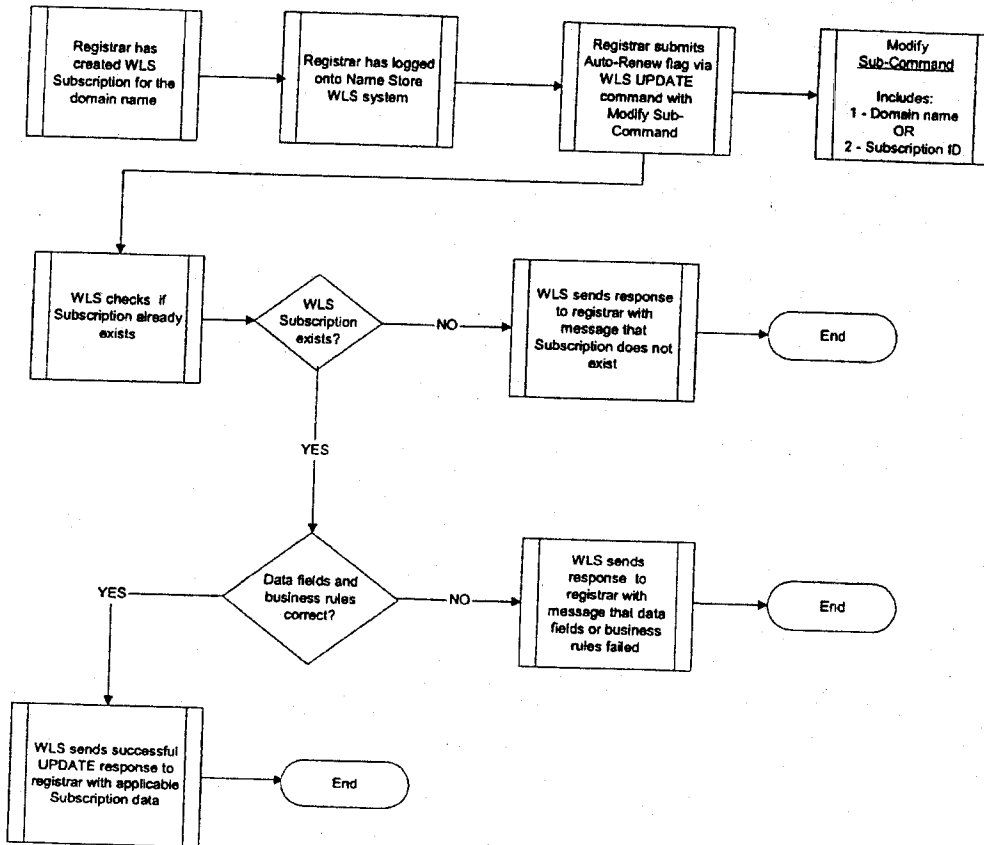 Registrar has
created WLS
Subscription for the
domain name
Registrar has logged
onto Name Store
WLS system
Registrar submits
Auto-Renew flag via
WLS UPDATE
command with
Modify Sub-
Command
Modify
Sub-Command
Includes:
1 - Domain name
OR
2 - Subscription ID
WLS checks if
Subscription already
exists
WLS
Subscription
exists?
NO
WLS sends response
to registrar with
message that
Subscription does not
exist
End
YES
Data fields and
business rules
correct?
YES
NO
WLS sends
response to
registrar with
message that data
fields or business
rules failed
End
WLS sends successful
UPDATE response to
registrar with applicable
Subscription data
End